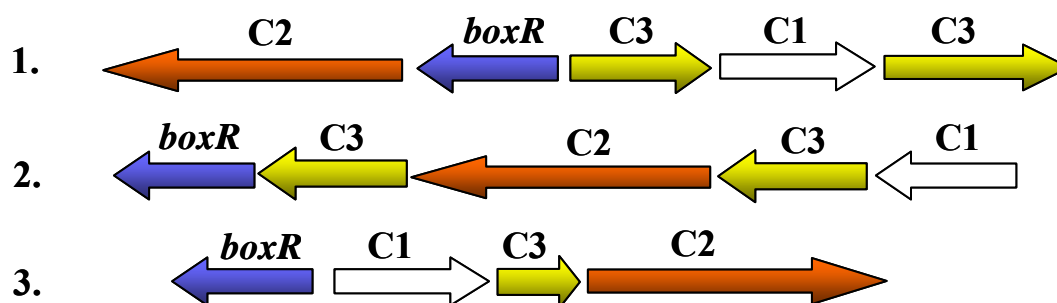 1. C2 boxR C3 C1 C3
2. boxR C3 C2 C3 C1
3. boxR C1 C3 C2